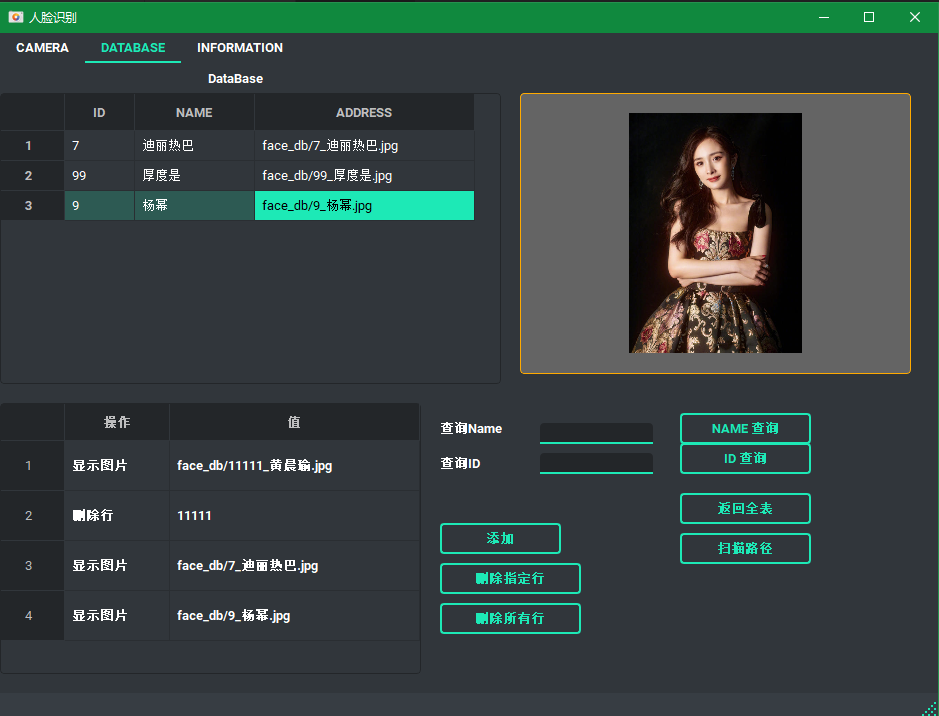 人脸识别
CAMERA DATABASE INFORMATION
DataBase
ID NAME ADDRESS
1 7 迪丽热巴 face_db/7_迪丽热巴.jpg
2 99 厚度是 face_db/99_厚度是.jpg
3 9 杨幂 face_db/9_杨幂.jpg
操作 值
1 显示图片 face_db/11111_黄晨瑜.jpg
2 删除行 11111
3 显示图片 face_db/7_迪丽热巴.jpg
4 显示图片 face_db/9_杨幂.jpg
查询Name
NAME 查询
查询ID
ID 查询
返回全表
添加
扫描路径
删除指定行
删除所有行